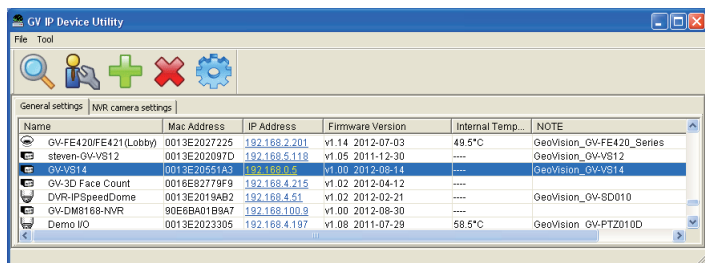 GV IP Device Utility
File Tool
General settings NVR camera settings
Name Mac Address IP Address Firmware Version Internal Temp... NOTE
GV-FE420/FE421(Lobby) 0013E2027225 192.168.2.201 v1.14 2012-07-03 49.5°C GeoVision_GV-FE420_Series
steven-GV-VS12 0013E202097D 192.168.5.118 v1.05 2011-12-30 ---- GeoVision_GV-VS12
GV-VS14 0013E20551A3 192.168.0.5 v1.00 2012-08-14 ---- GeoVision_GV-VS14
GV-3D Face Count 0016E82779F9 192.168.4.215 v1.02 2012-04-12 ----
DVR-IPSpeedDome 0013E2019AB2 192.168.4.51 v1.02 2012-02-21 ---- GeoVision_GV-SD010
GV-DM8168-NVR 90E6BA01B9A7 192.168.100.9 v1.00 2012-08-30 ----
Demo I/O 0013E2023305 192.168.4.197 v1.08 2011-07-29 58.5°C GeoVision_GV-PTZ010D